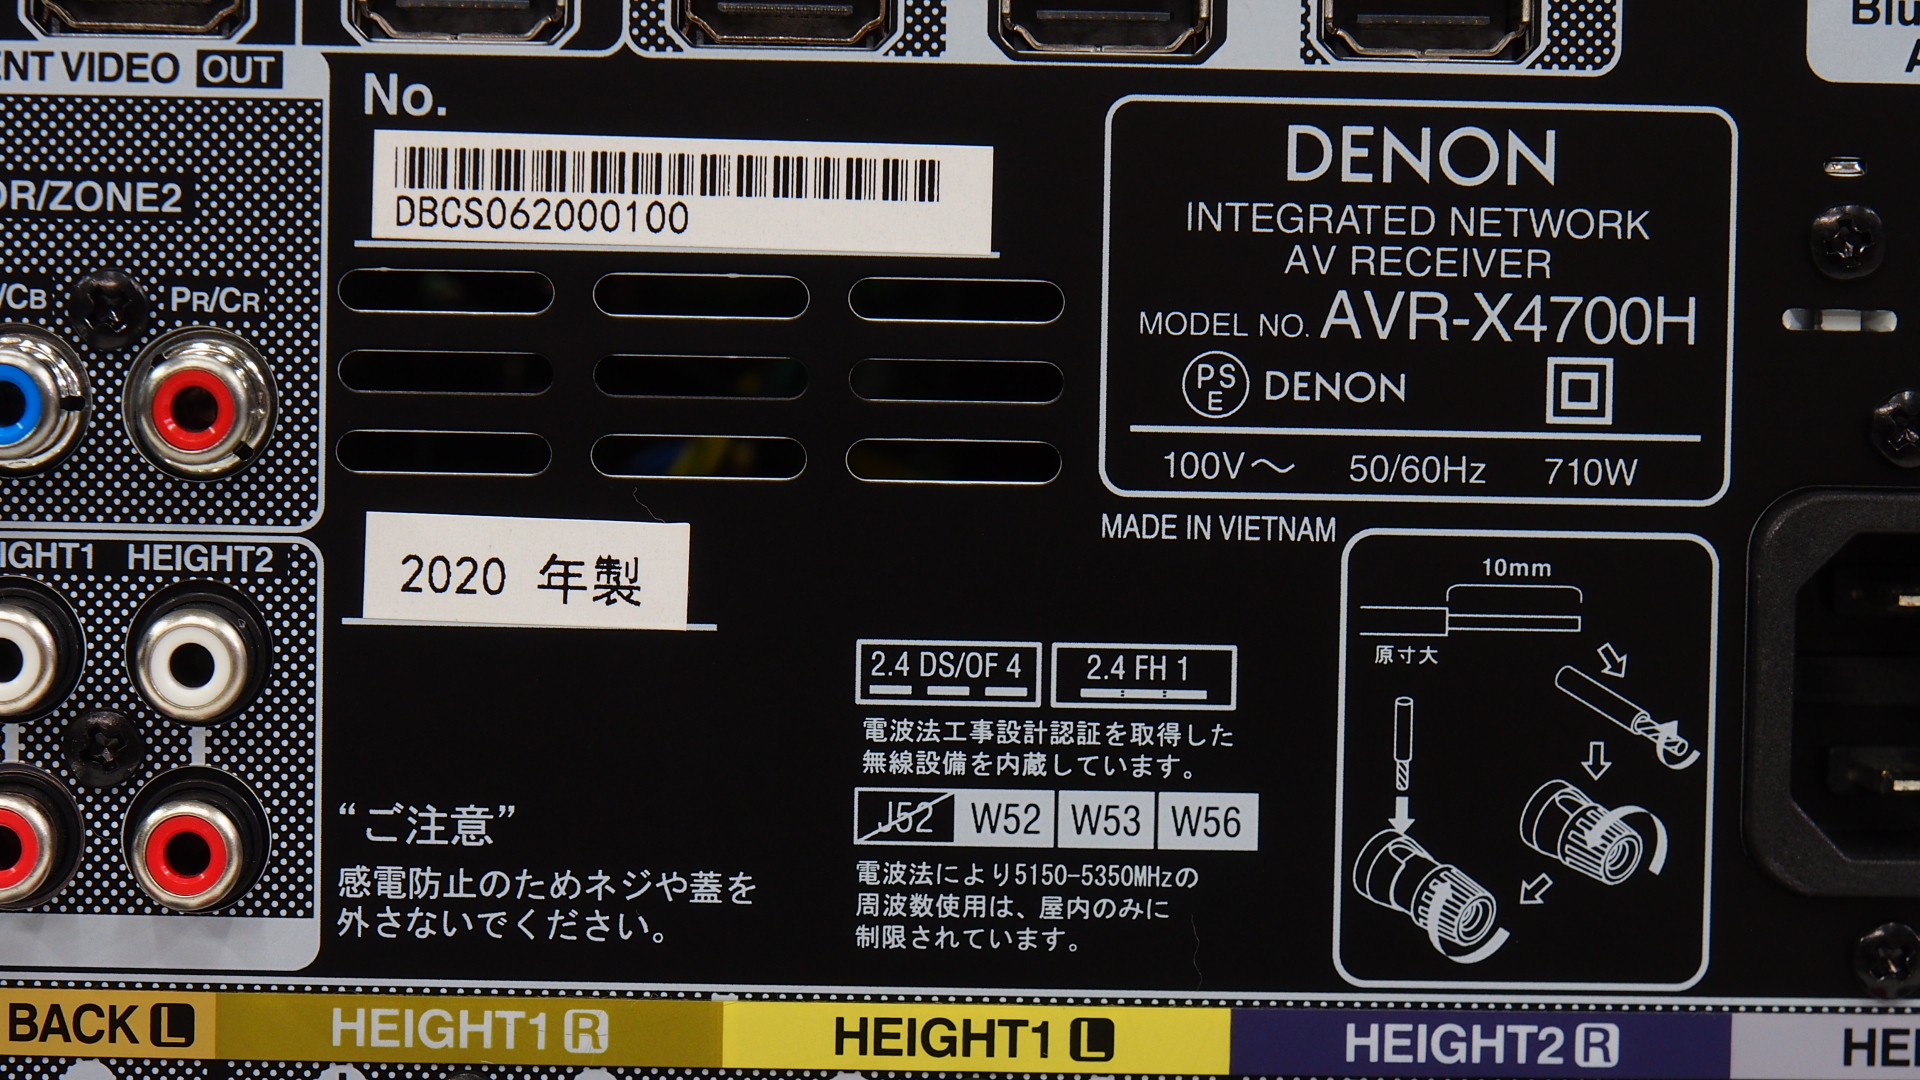 ENT VIDEO OUT
OR/ZONE2
/CB PR/CR
IGHT1 HEIGHT2
No.
DBCS062000100
2020 年製
“ご注意”
感電防止のためネジや蓋を
外さないでください。
DENON
INTEGRATED NETWORK
AV RECEIVER
MODEL NO. AVR-X4700H
PS
E
DENON
100V～ 50/60Hz 710W
MADE IN VIETNAM
10mm
原寸大
2.4 DS/OF 4
2.4 FH 1
電波法工事設計認証を取得した
無線設備を内蔵しています。
J52 W52 W53 W56
電波法により5150-5350MHzの
周波数使用は、屋内のみに
制限されています。
BACK L
HEIGHT1 R
HEIGHT1 L
HEIGHT2 R
HEI
Blu